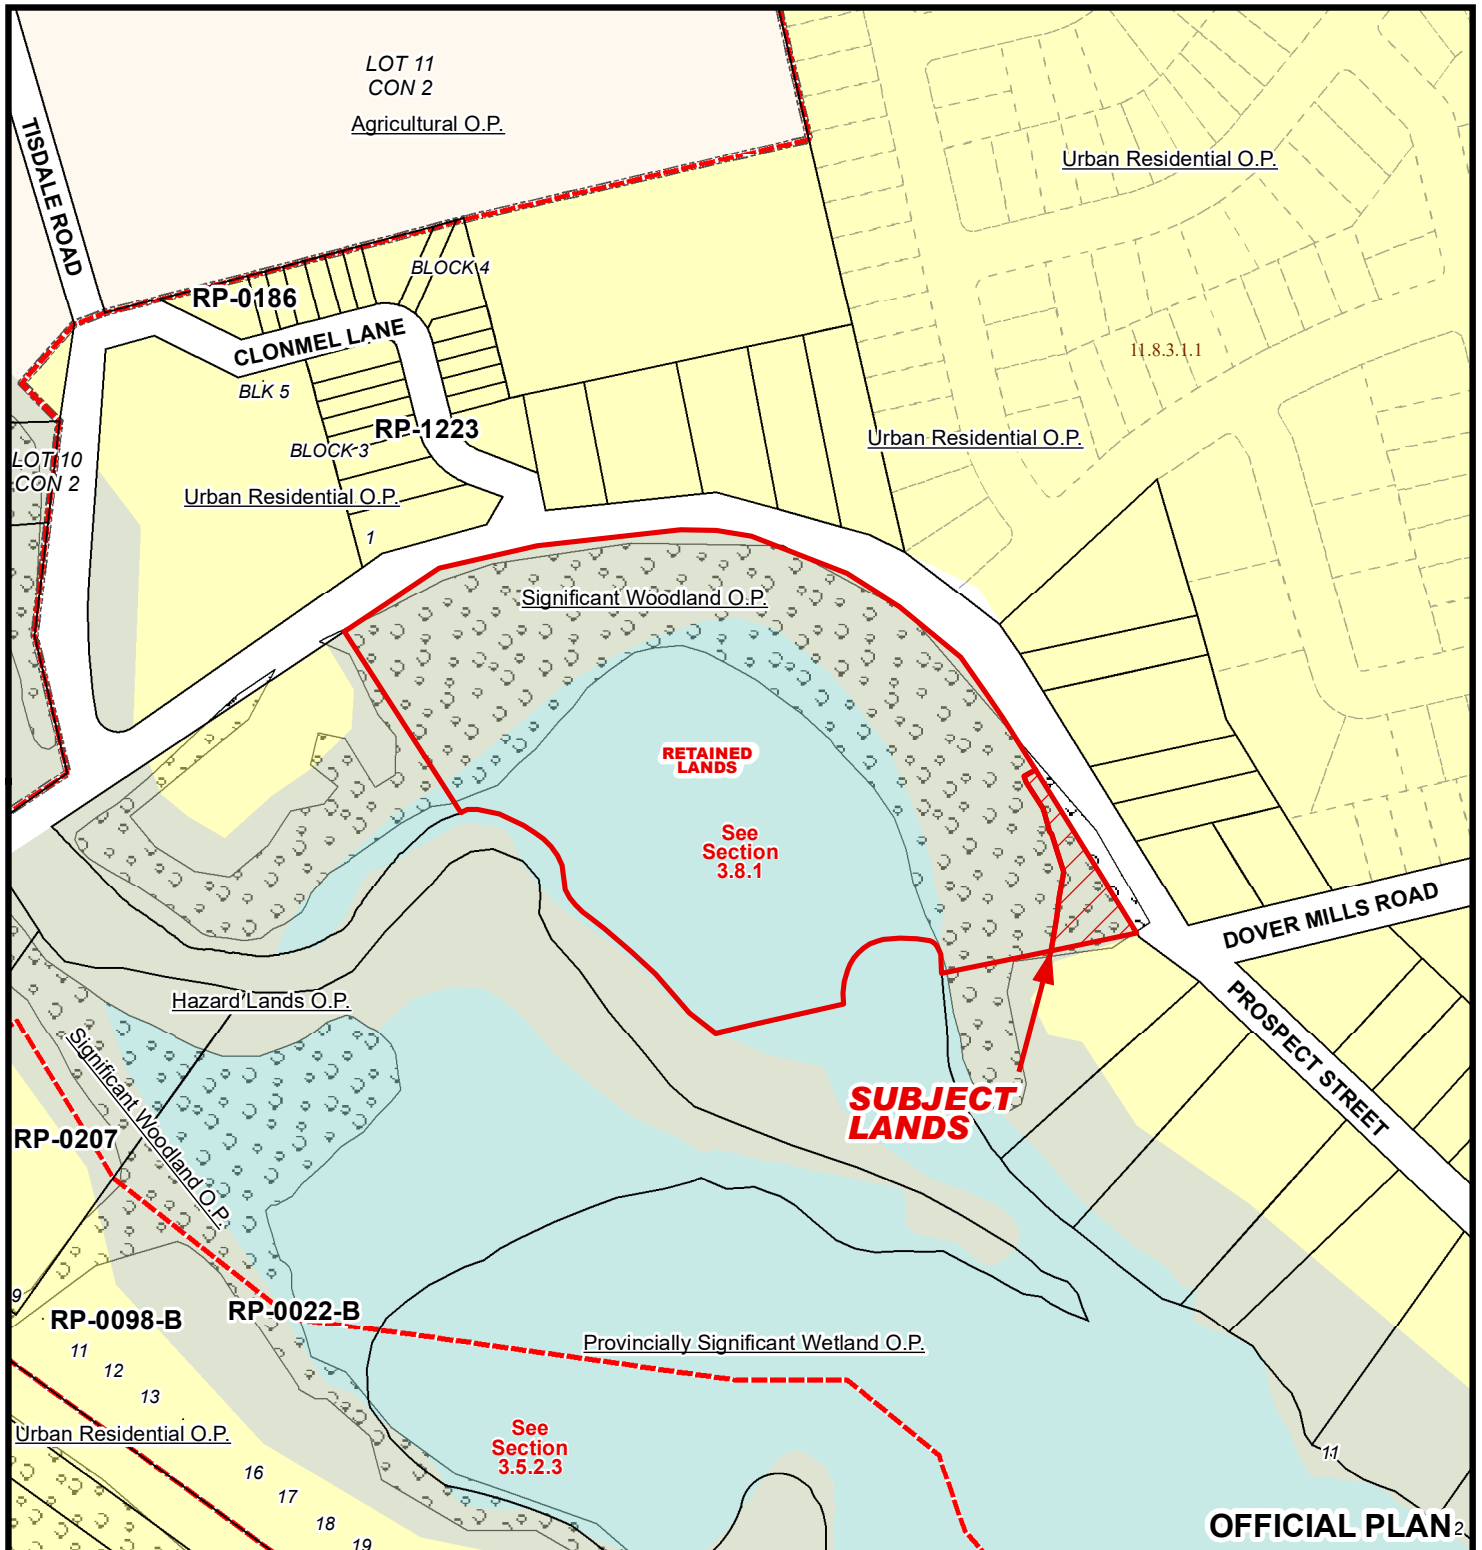 LOT 11
CON 2
Agricultural O.P.
TISDALE ROAD
Urban Residential O.P.
BLOCK 4
RP-0186
CLONMEL LANE
BLK 5
11.8.3.1.1
RP-1223
BLOCK 3
Urban Residential O.P.
LOT 10
CON 2
Urban Residential O.P.
1
Significant Woodland O.P.
RETAINED
LANDS
See
Section
3.8.1
DOVER MILLS ROAD
Hazard Lands O.P.
PROSPECT STREET
Significant Woodland O.P.
SUBJECT
LANDS
RP-0207
9
RP-0098-B
RP-0022-B
11
12
13
Provincially Significant Wetland O.P.
Urban Residential O.P.
See
Section
3.5.2.3
11
16
17
18
19
OFFICIAL PLAN
2